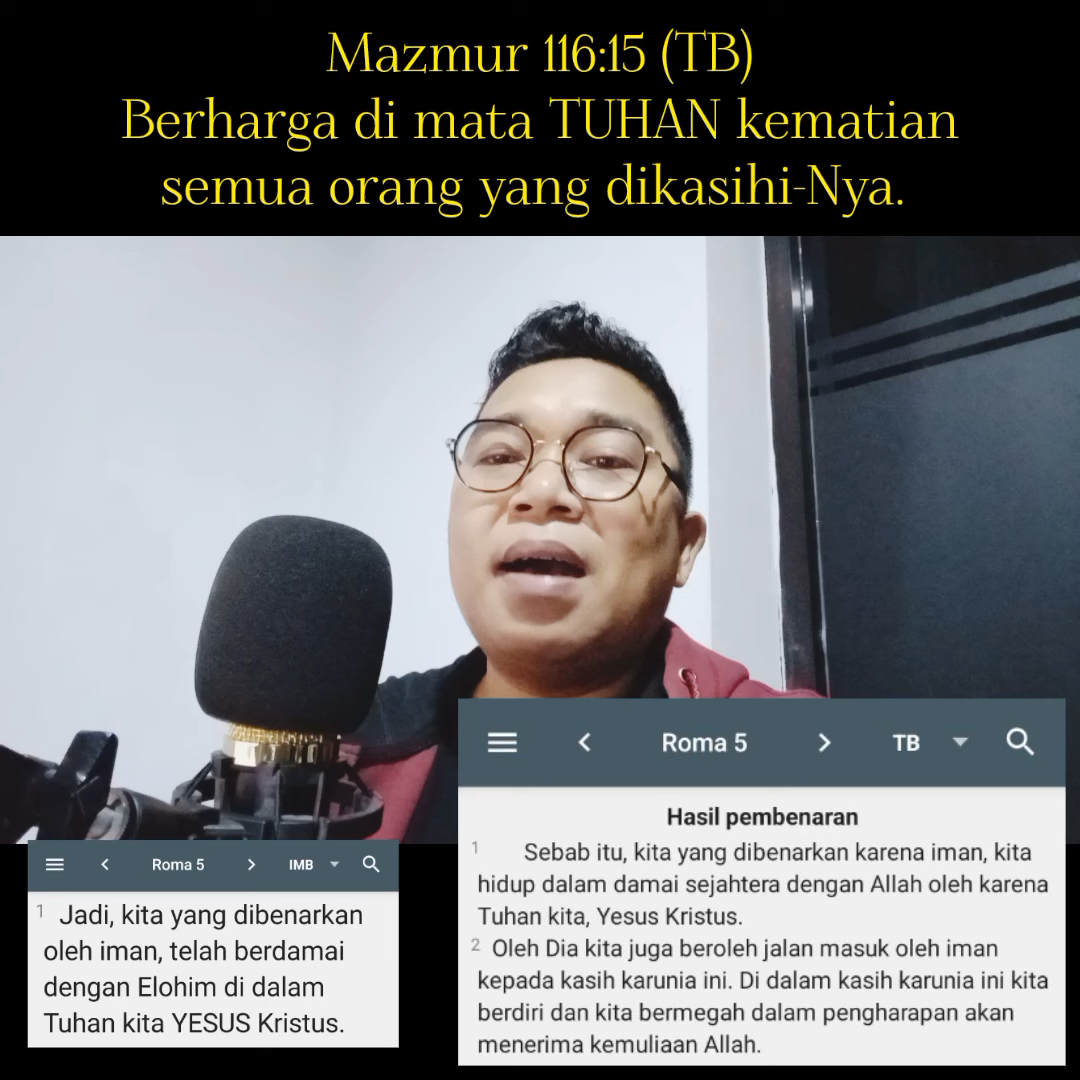 Mazmur 116:15 (TB)
Berharga di mata TUHAN kematian
semua orang yang dikasihi-Nya.
Roma 5
TB
Hasil pembenaran
1 Sebab itu, kita yang dibenarkan karena iman, kita
hidup dalam damai sejahtera dengan Allah oleh karena
Tuhan kita, Yesus Kristus.
2 Oleh Dia kita juga beroleh jalan masuk oleh iman
kepada kasih karunia ini. Di dalam kasih karunia ini kita
berdiri dan kita bermegah dalam pengharapan akan
menerima kemuliaan Allah.
Roma 5
IMB
1 Jadi, kita yang dibenarkan
oleh iman, telah berdamai
dengan Elohim di dalam
Tuhan kita YESUS Kristus.